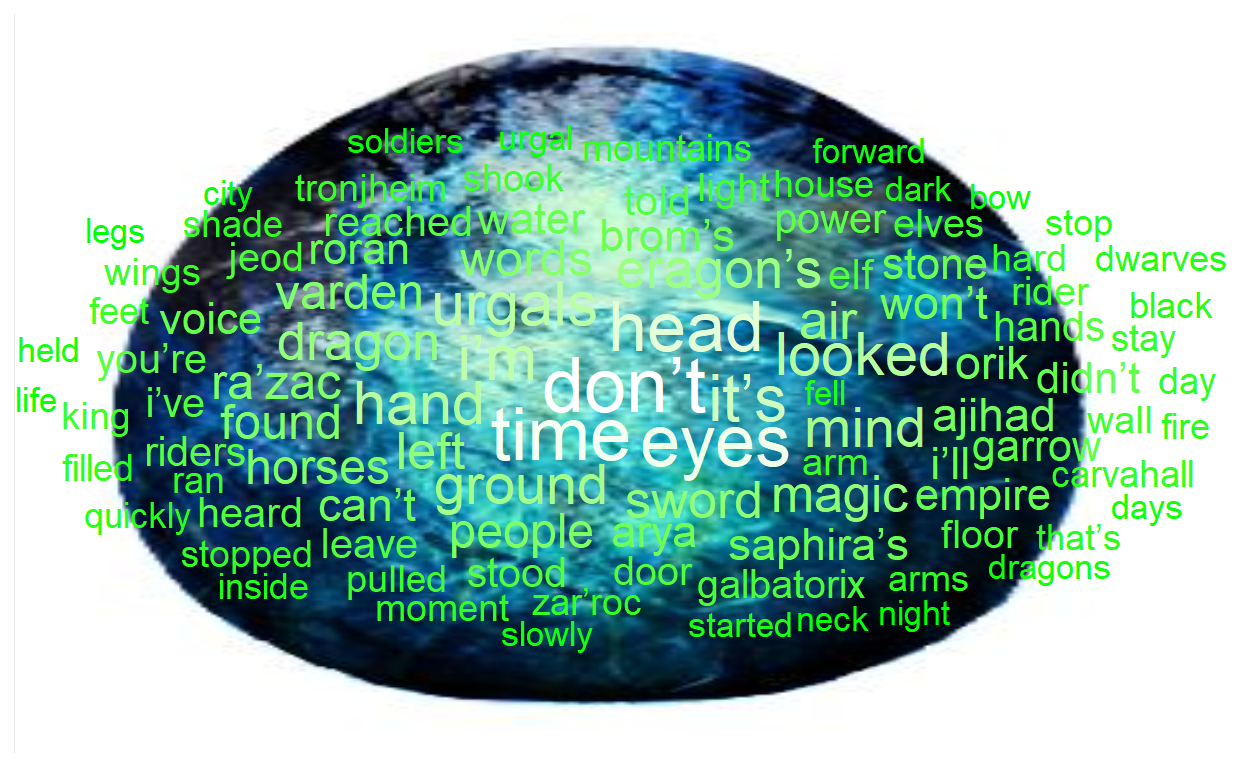 soldiers urgal mountains forward
city tronjheim shook told light house dark bow
legs shade reached water brom’s power elves stop
wings jeod roran words eragon’s elf stone hard dwarves
feet voice varden urgals head air won’t rider hands black
held you’re dragon i’m looked orik didn’t stay day
life king i’ve ra’zac found hand don’t it’s fell mind ajihad wall fire
filled riders ran horses left time eyes arm i’ll garrow carvahall
quickly heard can’t ground sword magic empire days
stopped leave people arya saphira’s floor that’s
inside pulled stood door galbatorix arms dragons
moment zar’roc started neck night
slowly